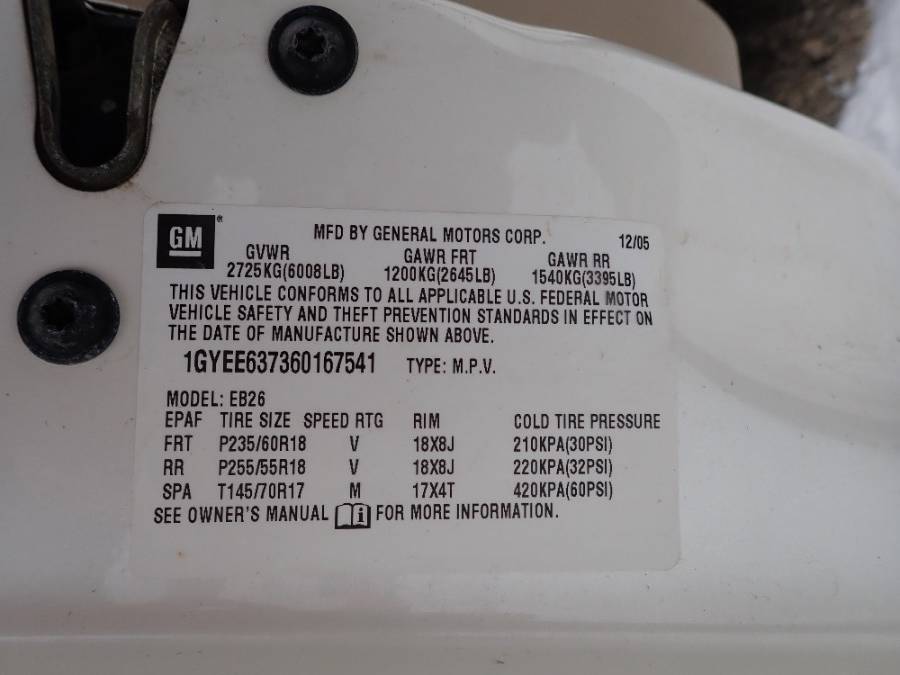 GM ® MFD BY GENERAL MOTORS CORP. 12/05
GVWR GAWR FRT GAWR RR
2725KG(6008LB) 1200KG(2645LB) 1540KG(3395LB)
THIS VEHICLE CONFORMS TO ALL APPLICABLE U.S. FEDERAL MOTOR
VEHICLE SAFETY AND THEFT PREVENTION STANDARDS IN EFFECT ON
THE DATE OF MANUFACTURE SHOWN ABOVE.
1GYEE637360167541 TYPE: M.P.V.
MODEL: EB26
EPAF TIRE SIZE SPEED RTG RIM COLD TIRE PRESSURE
FRT P235/60R18 V 18X8J 210KPA(30PSI)
RR P255/55R18 V 18X8J 220KPA(32PSI)
SPA T145/70R17 M 17X4T 420KPA(60PSI)
SEE OWNER'S MANUAL i FOR MORE INFORMATION.